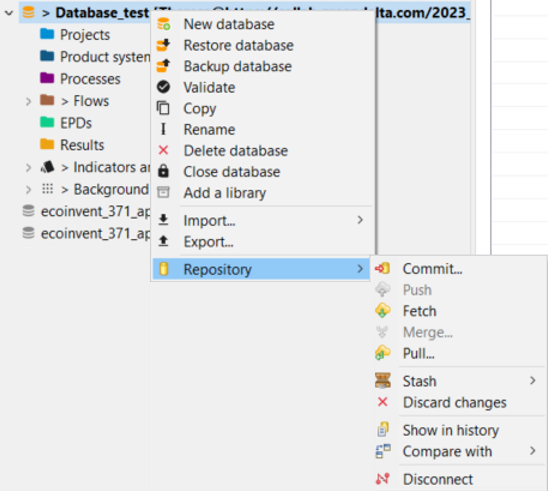 > Database_test
lta.com/2023_
Projects
Product system
Processes
> Flows
EPDs
Results
> Indicators
> Background
ecoinvent_371_ap
ecoinvent_371_ap
New database
Restore database
Backup database
Validate
Copy
Rename
Delete database
Close database
Add a library
Import...
Export...
Repository
Commit...
Push
Fetch
Merge...
Pull...
Stash
Discard changes
Show in history
Compare with
Disconnect